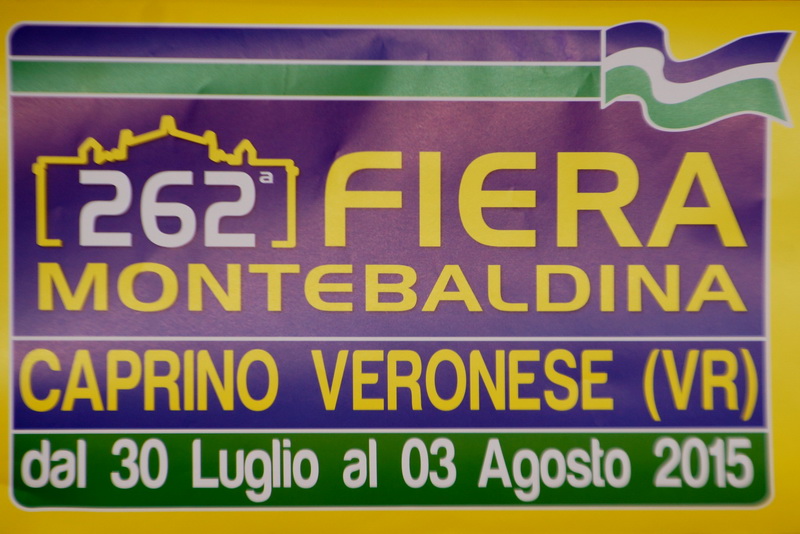 262ª FIERA
MONTEBALDINA
CAPRINO VERONESE (VR)
dal 30 Luglio al 03 Agosto 2015